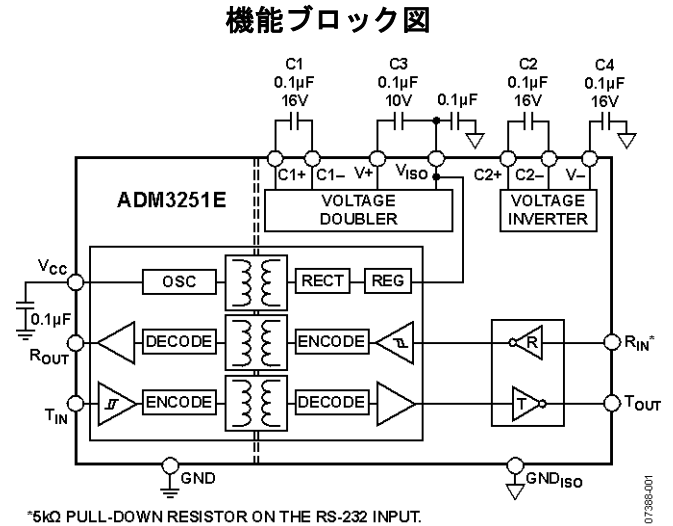 機能ブロック図
C1
0.1µF
16V
C3
0.1µF
10V
0.1µF
C2
0.1µF
16V
C4
0.1µF
16V
C1+
C1–
V+
VISO
C2+
C2–
V–
ADM3251E
VOLTAGE
DOUBLER
VOLTAGE
INVERTER
VCC
OSC
RECT
REG
0.1µF
ROUT
DECODE
ENCODE
R
RIN*
TIN
ENCODE
DECODE
T
TOUT
GND
GNDISO
*5kΩ PULL-DOWN RESISTOR ON THE RS-232 INPUT.
07388-001